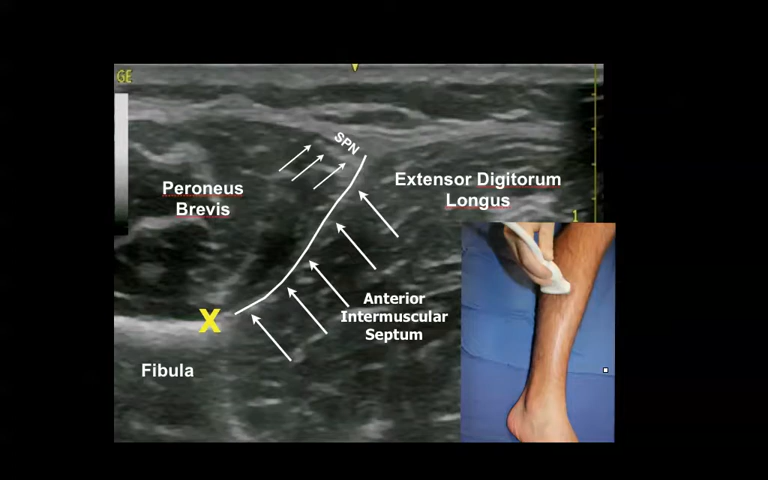 GE
SPN
Peroneus
Brevis
Extensor Digitorum
Longus
1
Anterior
Intermuscular
Septum
X
Fibula